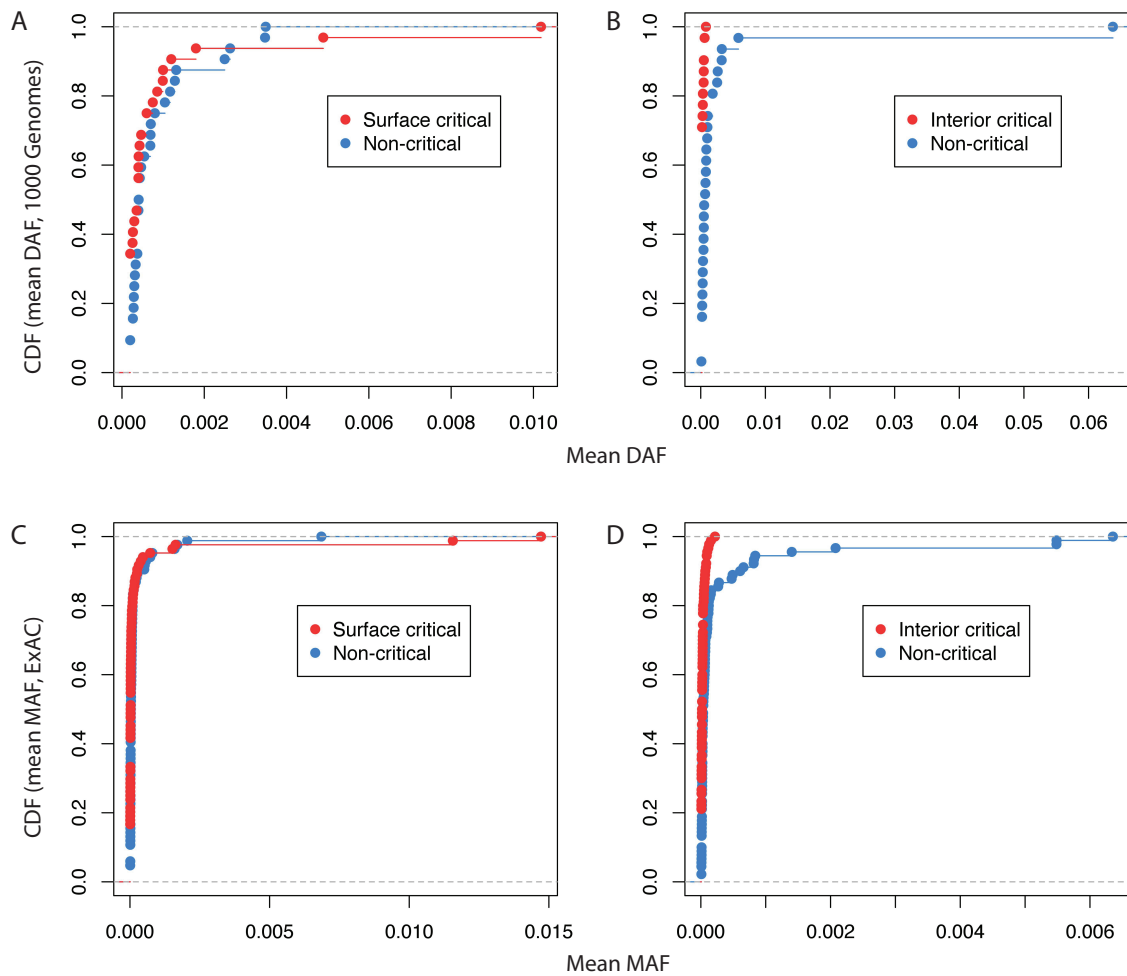 A
B
CDF (mean DAF, 1000 Genomes)
1.0
0.8
0.6
0.4
0.2
0.0
Surface critical
Non-critical
0.000 0.002 0.004 0.006 0.008 0.010
1.0
0.8
0.6
0.4
0.2
0.0
Interior critical
Non-critical
0.00 0.01 0.02 0.03 0.04 0.05 0.06
Mean DAF
C
D
CDF (mean MAF, ExAC)
1.0
0.8
0.6
0.4
0.2
0.0
Surface critical
Non-critical
0.000 0.005 0.010 0.015
1.0
0.8
0.6
0.4
0.2
0.0
Interior critical
Non-critical
0.000 0.002 0.004 0.006
Mean MAF